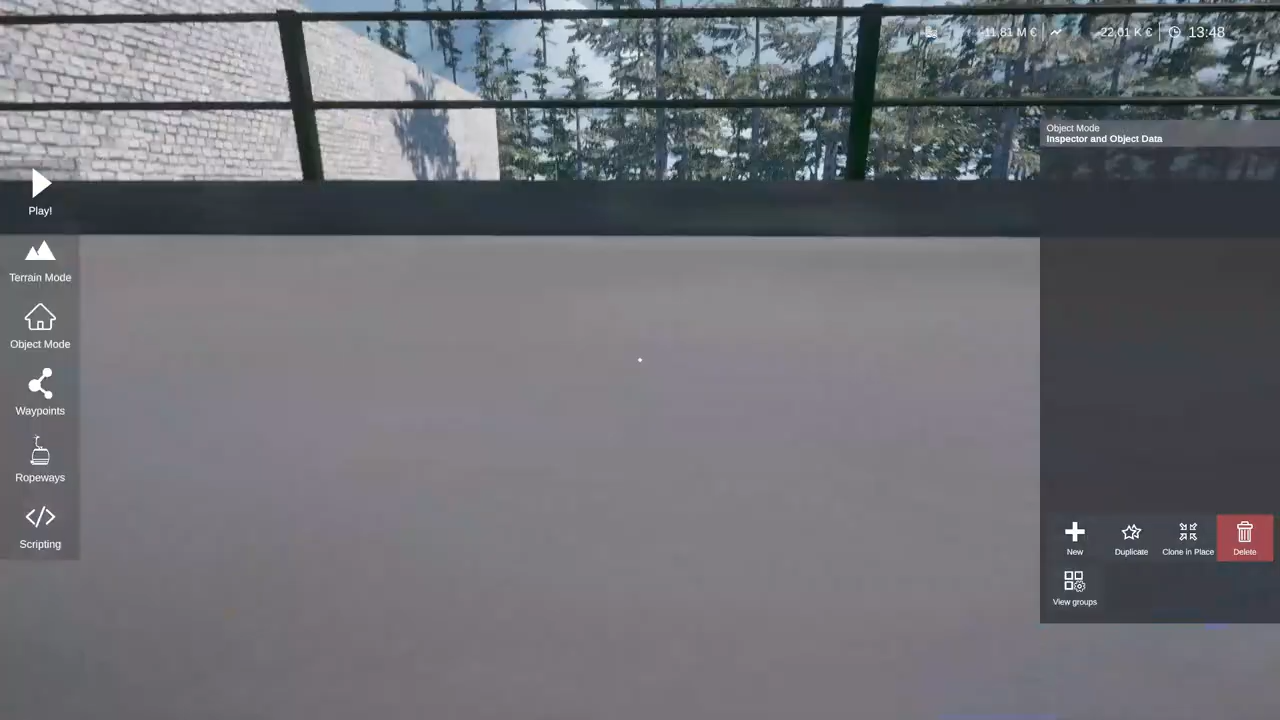 11.81 M €
22.01 K €
13:48
Object Mode
Inspector and Object Data
Play!
Terrain Mode
Object Mode
Waypoints
Ropeways
Scripting
New
Duplicate
Clone in Place
Delete
View groups